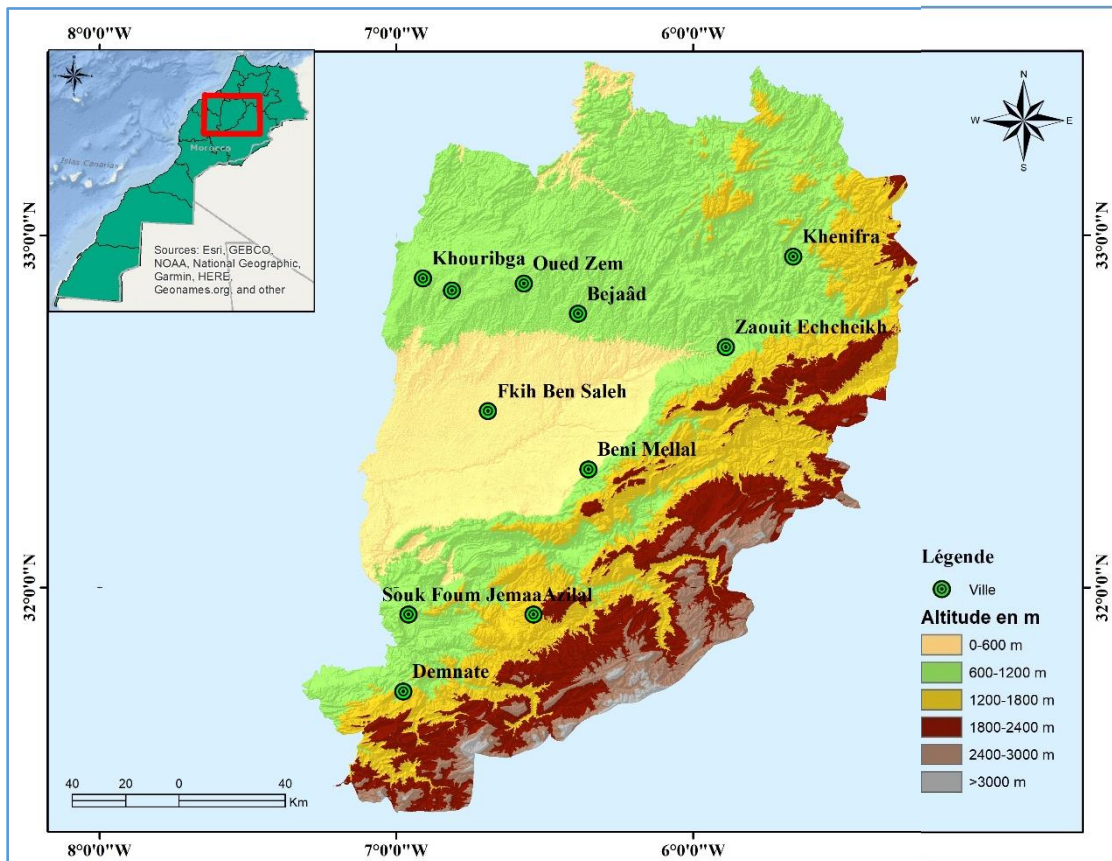 8°0'0"W
7°0'0"W
6°0'0"W
Morocco
Islas Canarias
Sources: Esri, GEBCO,
NOAA, National Geographic,
Garmin, HERE,
Geonames.org, and other
N
W
E
S
33°0'0"N
33°0'0"N
Khouribga
Oued Zem
Khenifra
Bejaâd
Zaouit Echcheikh
Fkih Ben Saleh
Beni Mellal
32°0'0"N
32°0'0"N
Souk Foum Jemaa
Azilal
Demnate
Légende
Ville
Altitude en m
0-600 m
600-1200 m
1200-1800 m
1800-2400 m
2400-3000 m
>3000 m
40 20 0 40
Km
8°0'0"W
7°0'0"W
6°0'0"W